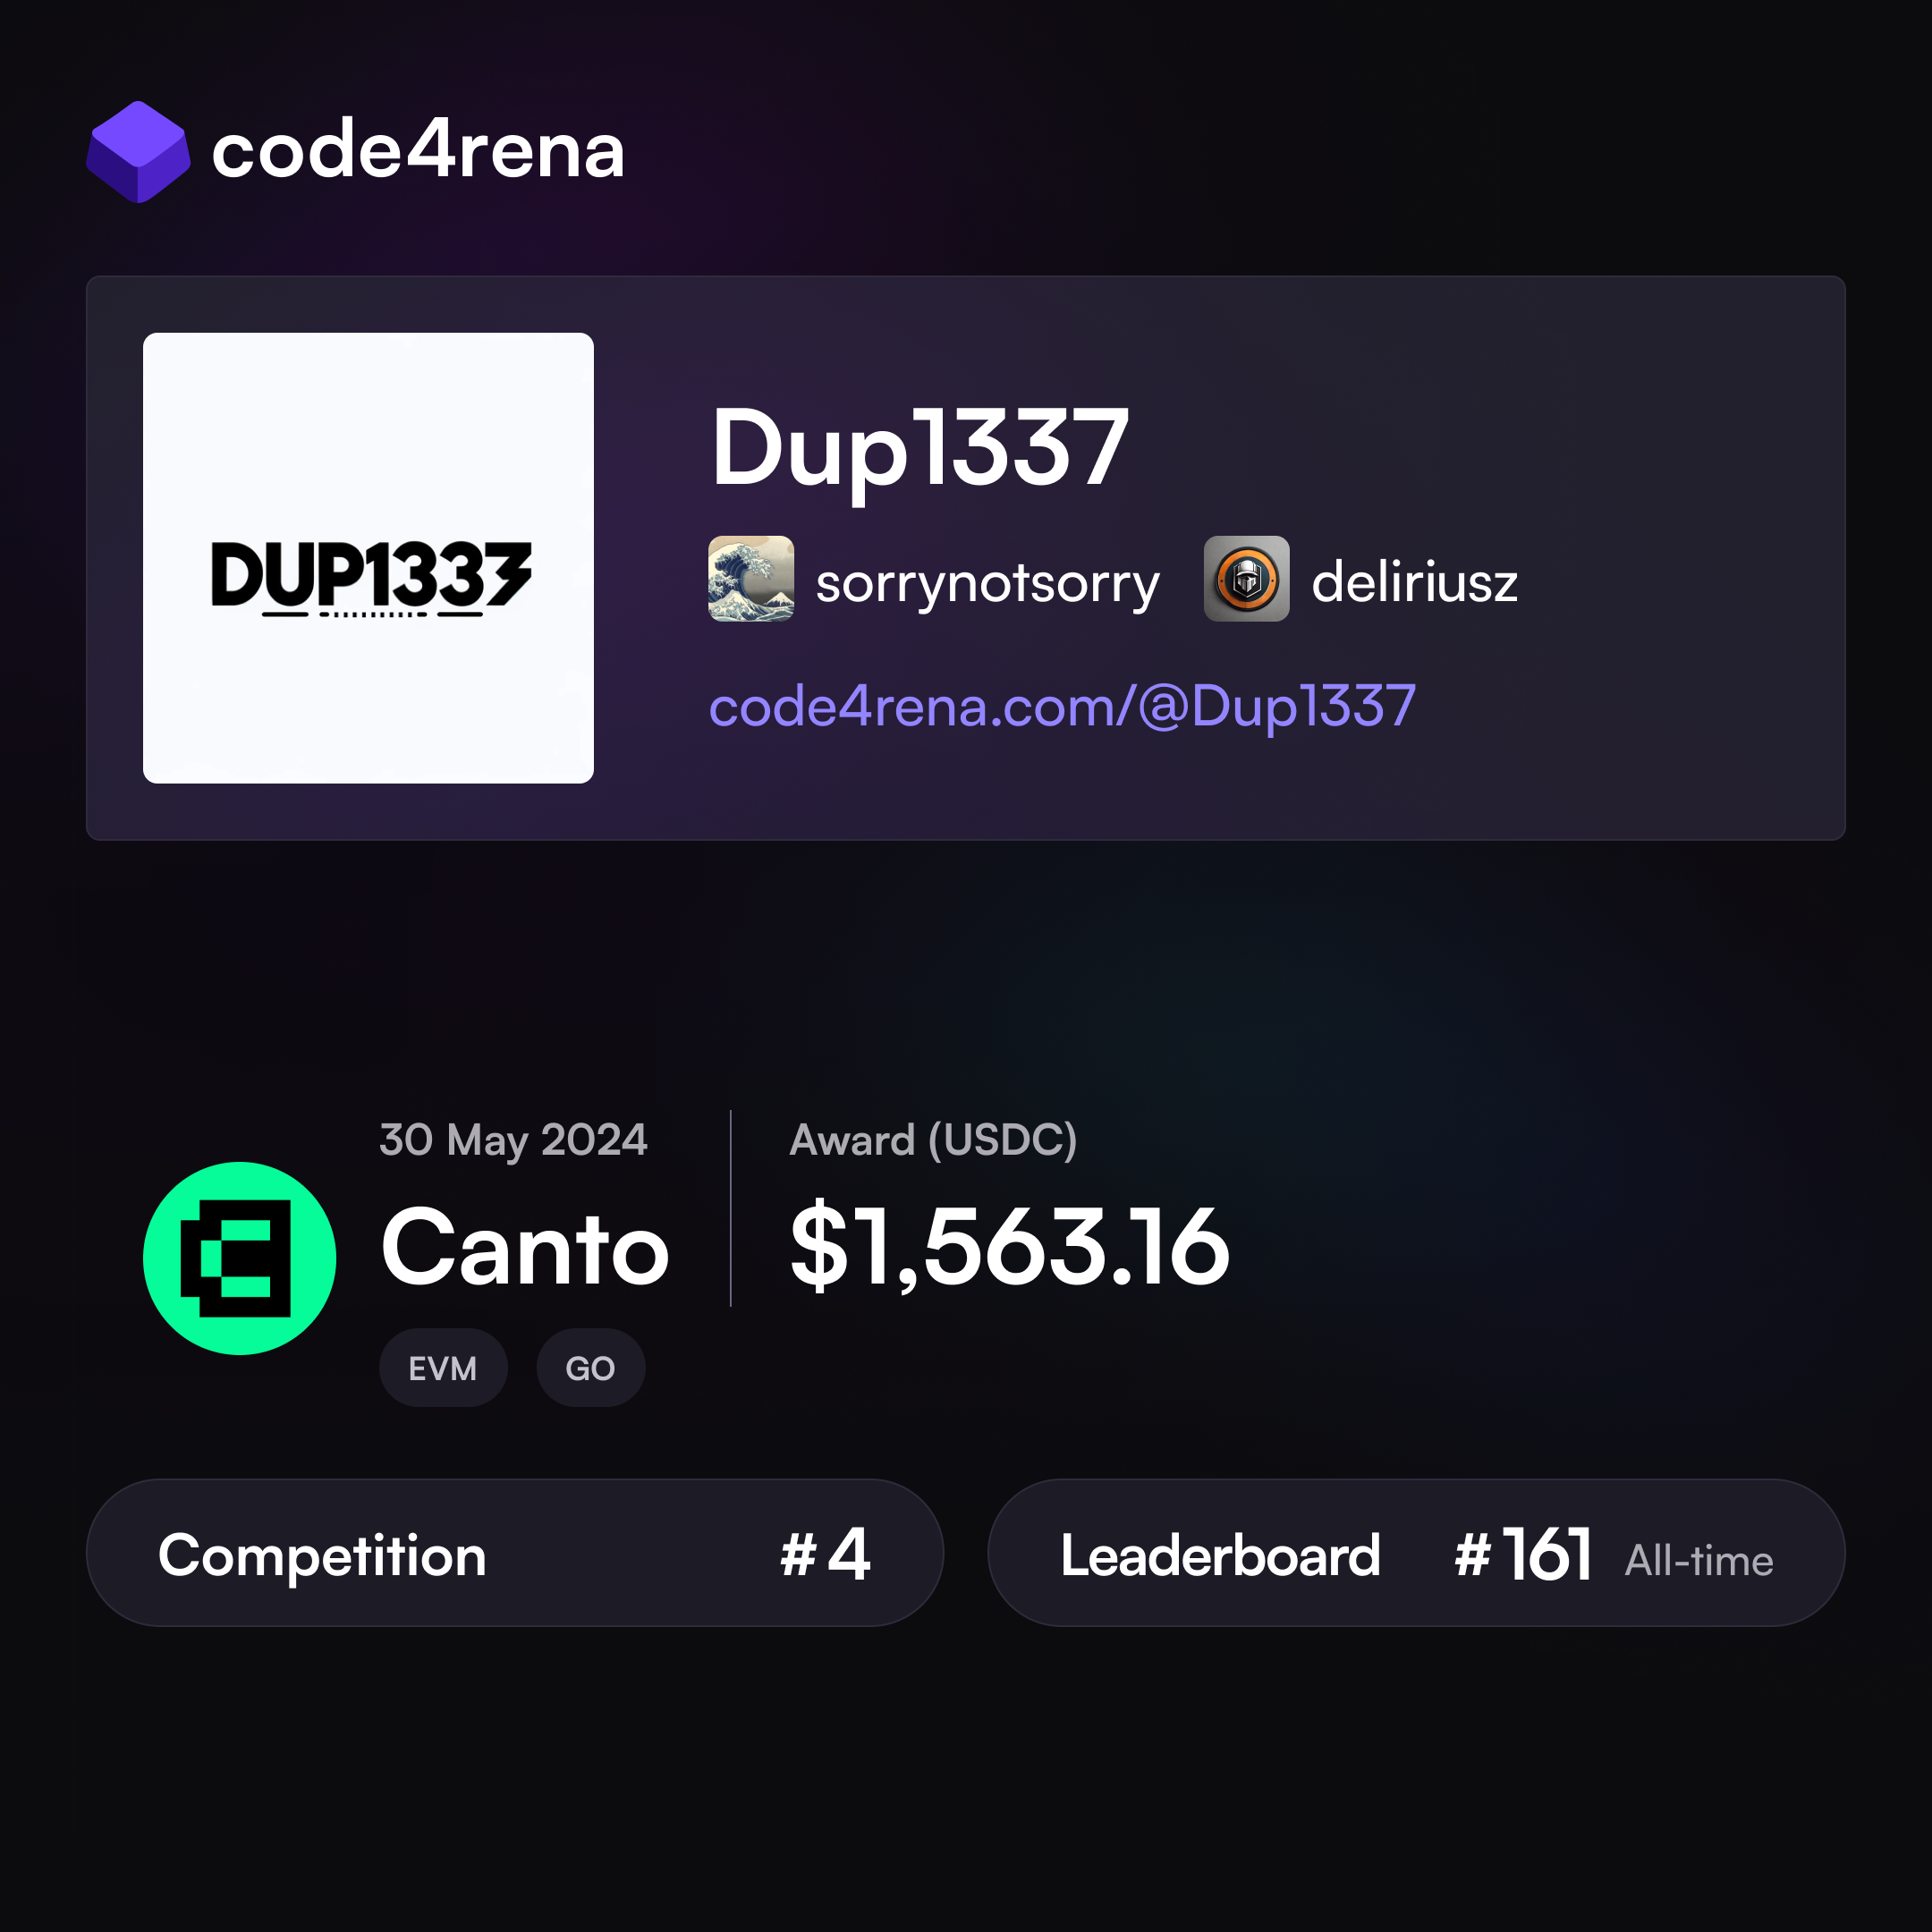 code4rena
DUP1337
Dup1337
sorrynotsorry deliriusz
code4rena.com/@Dup1337
30 May 2024
Canto
EVM GO
Award (USDC)
$1,563.16
Competition #4
Leaderboard #161 All-time